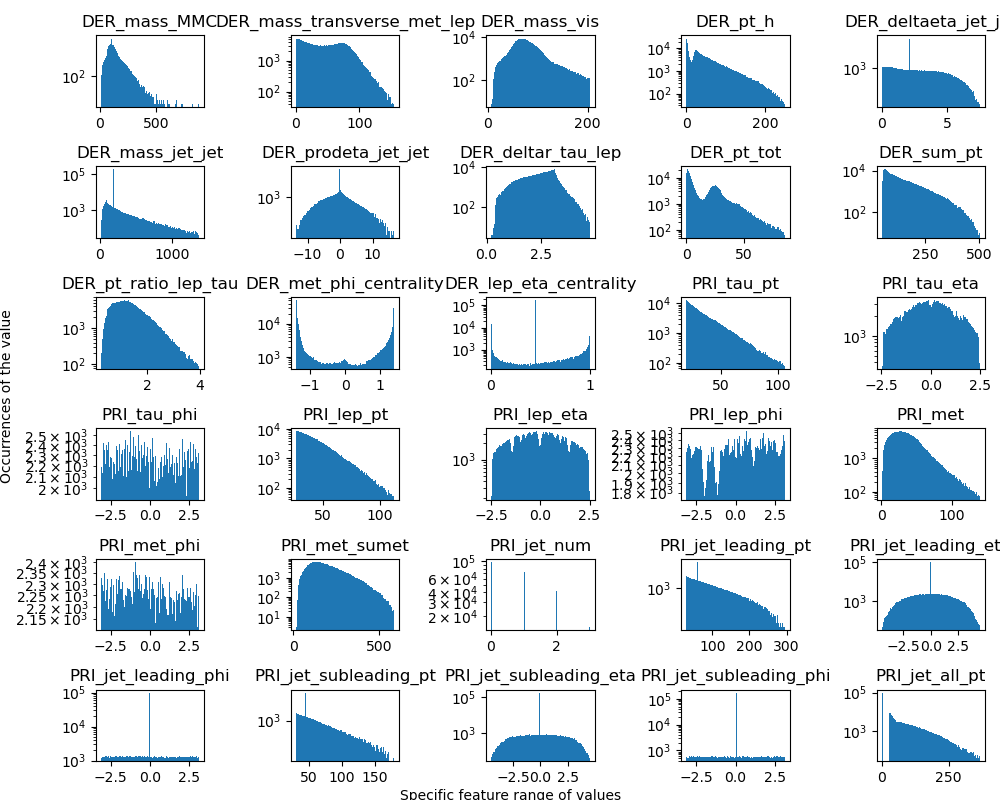 DER_mass_MMC DER_mass_transverse_met_lep DER_mass_vis DER_pt_h DER_deltaeta_jet_j
10² 10³ 10² 10⁴ 10² 10⁴ 10³ 10² 10³
0 500 0 100 0 200 0 200 0 5
DER_mass_jet_jet DER_prodeta_jet_jet DER_deltar_tau_lep DER_pt_tot DER_sum_pt
10⁵ 10³ 10³ 10⁴ 10² 10⁴ 10³ 10² 10⁴ 10²
0 1000 −10 0 10 0.0 2.5 0 50 250 500
DER_pt_ratio_lep_tau DER_met_phi_centrality DER_lep_eta_centrality PRI_tau_pt PRI_tau_eta
10³ 10² 10⁴ 10³ 10⁵ 10⁴ 10³ 10⁴ 10³ 10² 10³
2 4 −1 0 1 0 1 50 100 −2.5 0.0 2.5
Occurrences of the value
PRI_tau_phi PRI_lep_pt PRI_lep_eta PRI_lep_phi PRI_met
2.5 × 10³ 2.4 × 10³ 2.3 × 10³ 2.2 × 10³ 2.1 × 10³ 2 × 10³ 10⁴ 10³ 10² 10³ 2.5 × 10³ 2.4 × 10³ 2.3 × 10³ 2.2 × 10³ 2.1 × 10³ 2 × 10³ 1.9 × 10³ 1.8 × 10³ 10³ 10²
−2.5 0.0 2.5 50 100 −2.5 0.0 2.5 −2.5 0.0 2.5 0 100
PRI_met_phi PRI_met_sumet PRI_jet_num PRI_jet_leading_pt PRI_jet_leading_et
2.4 × 10³ 2.35 × 10³ 2.3 × 10³ 2.25 × 10³ 2.2 × 10³ 2.15 × 10³ 10³ 10² 10¹ 10⁵ 6 × 10⁴ 4 × 10⁴ 3 × 10⁴ 2 × 10⁴ 10³ 10⁵ 10³
−2.5 0.0 2.5 0 500 0 2 100 200 300 −2.5 0.0 2.5
PRI_jet_leading_phi PRI_jet_subleading_pt PRI_jet_subleading_eta PRI_jet_subleading_phi PRI_jet_all_pt
10⁵ 10⁴ 10³ 10³ 10⁵ 10³ 10⁵ 10⁴ 10³ 10⁵ 10³
−2.5 0.0 2.5 50 100 150 −2.5 0.0 2.5 −2.5 0.0 2.5 0 250
Specific feature range of values